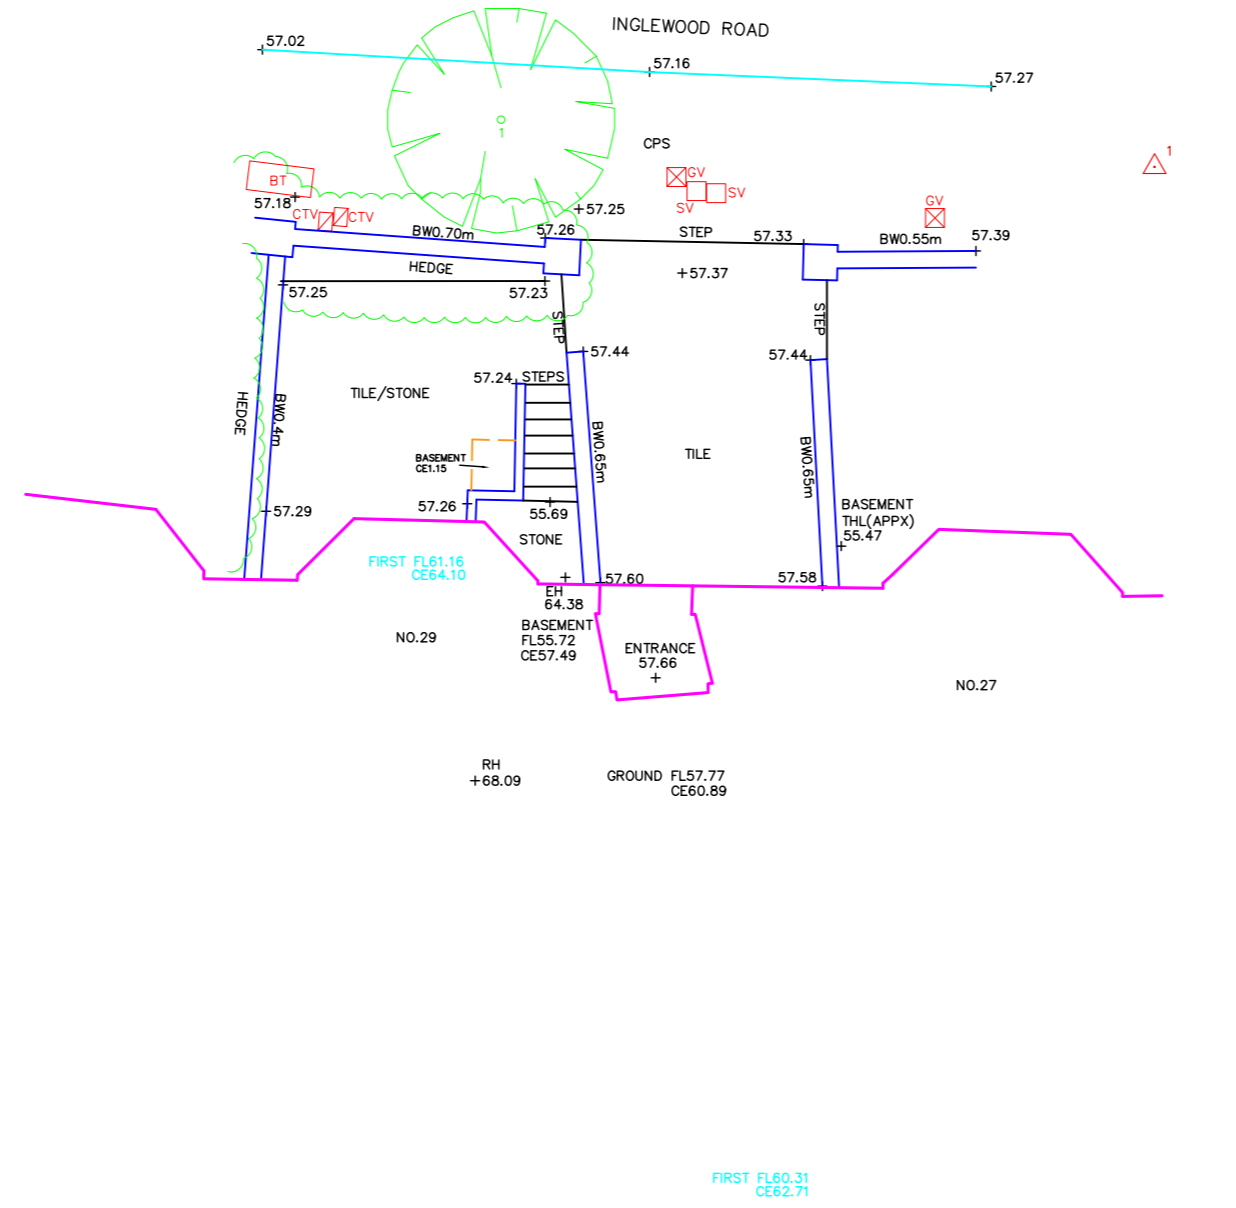 INGLEWOOD ROAD
57.02
57.16
57.27
1
CPS
1
BT
GV
SV
SV
GV
57.18
CTV
CTV
57.25
BW0.70m
57.26
STEP
57.33
BW0.55m
57.39
HEDGE
57.37
57.25
57.23
STEP
STEP
57.44
57.44
57.24
STEPS
TILE/STONE
HEDGE
BW0.4m
BW0.65m
BW0.65m
TILE
BASEMENT
CE1.15
57.26
55.69
57.29
BASEMENT
THL(APPX)
55.47
STONE
FIRST FL61.16
CE64.10
57.60
57.58
EH
64.38
NO.29
BASEMENT
FL55.72
CE57.49
ENTRANCE
57.66
NO.27
RH
68.09
GROUND FL57.77
CE60.89
FIRST FL60.31
CE62.71